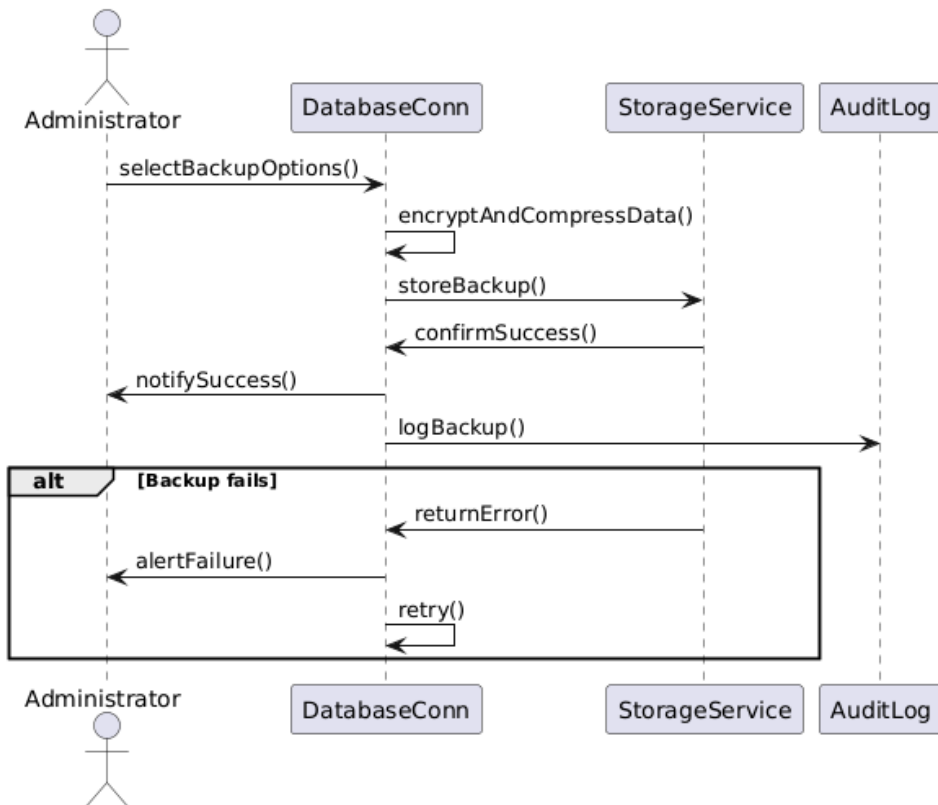 Administrator
DatabaseConn
StorageService
AuditLog
selectBackupOptions()
encryptAndCompressData()
storeBackup()
confirmSuccess()
notifySuccess()
logBackup()
alt
[Backup fails]
returnError()
alertFailure()
retry()
Administrator
DatabaseConn
StorageService
AuditLog